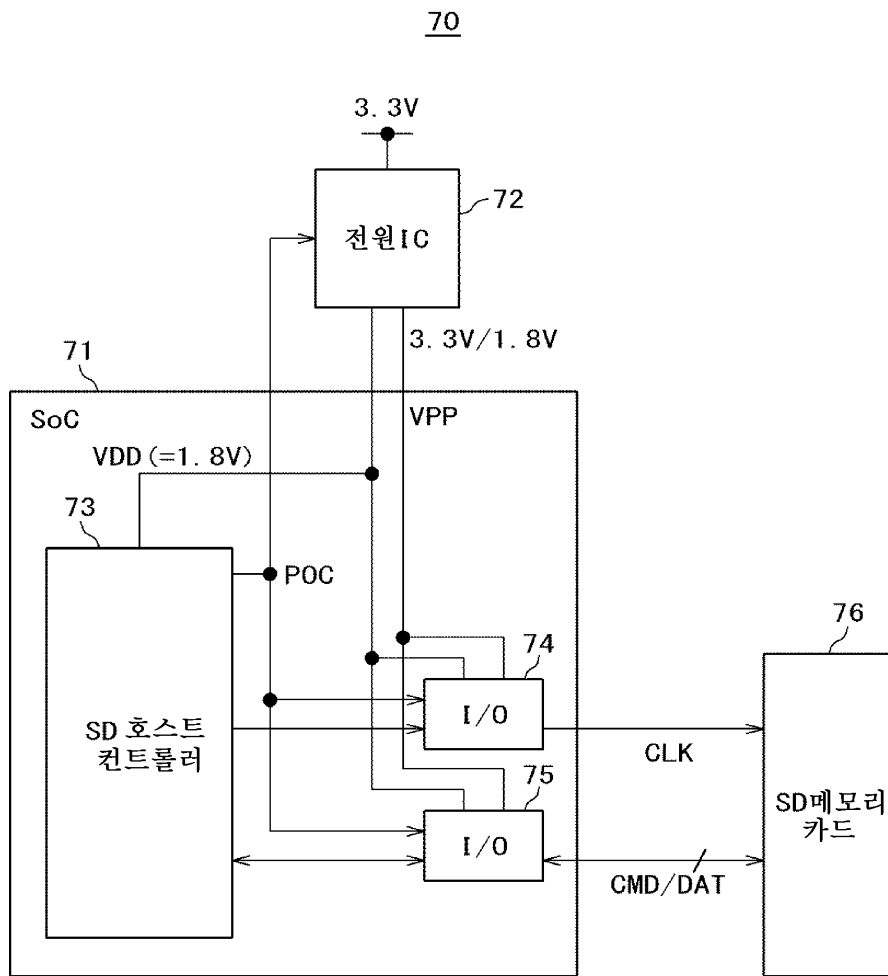 70
3.3V
72
전원IC
3.3V/1.8V
71
SoC
VPP
VDD(=1.8V)
73
POC
74
76
I/O
SD 호스트
컨트롤러
CLK
75
SD메모리
카드
I/O
CMD/DAT